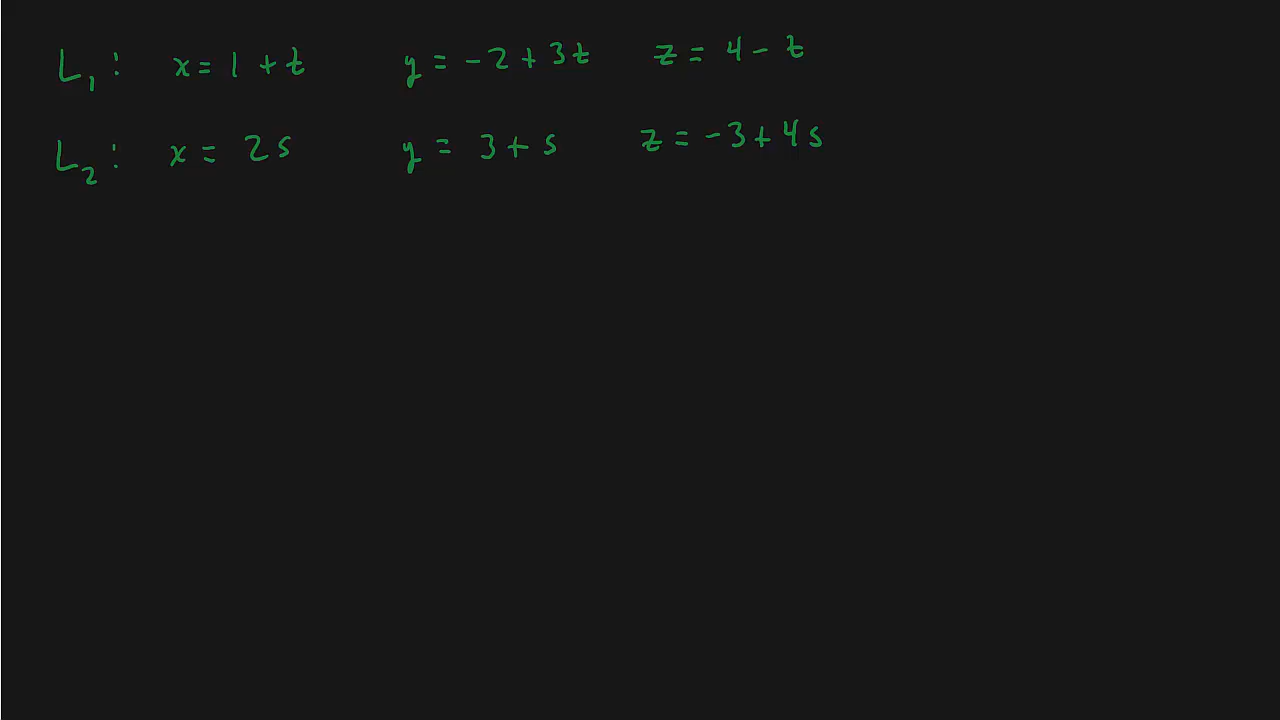 L₁: x = 1 + t y = -2 + 3t z = 4 - t
L₂: x = 2s y = 3 + s z = -3 + 4s